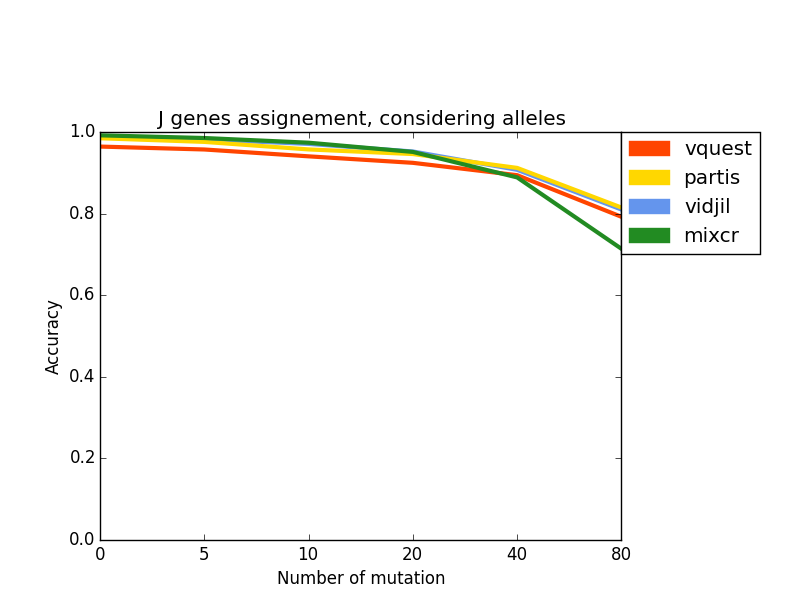 J genes assignement, considering alleles
1.0
0.8
0.6
0.4
0.2
0.0
Accuracy
0 5 10 20 40 80
Number of mutation
vquest
partis
vidjil
mixcr